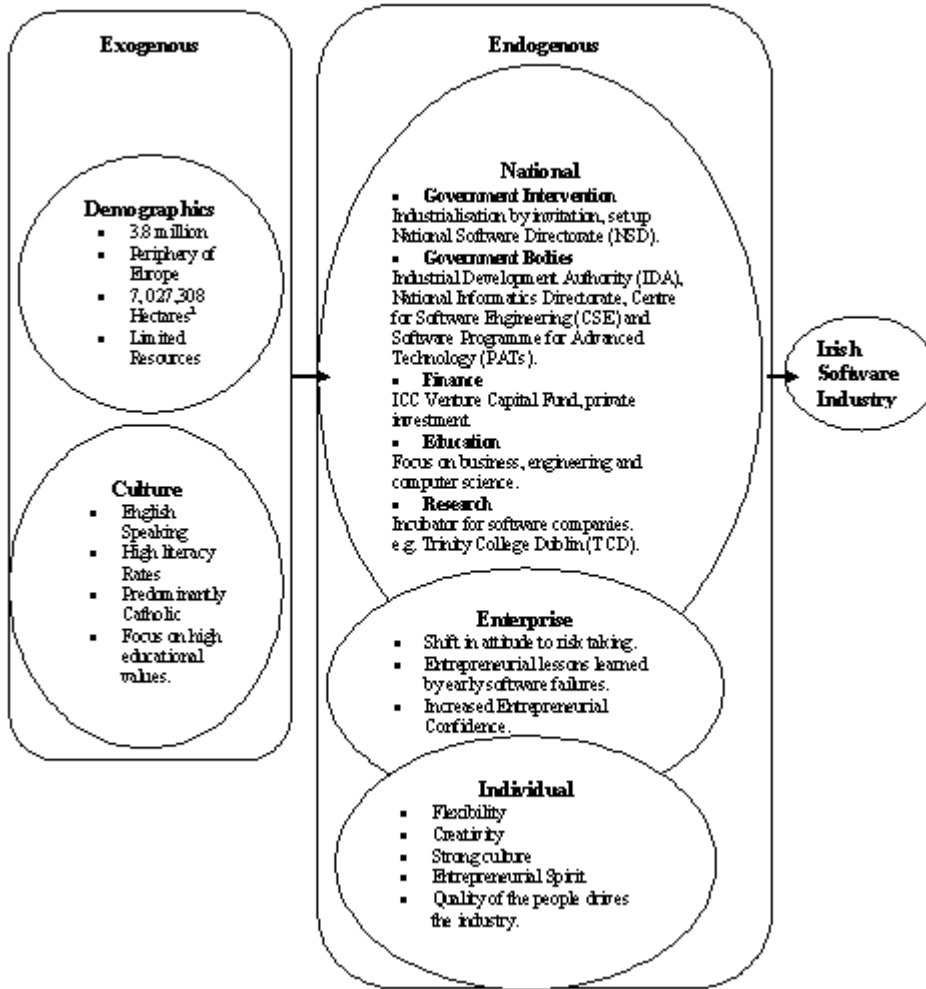 Exogenous
Demographics
▪ 3.8 million
▪ Periphery of
Europe
▪ 7,027,308
Hectares²
▪ Limited
Resources
Culture
▪ English
Speaking
▪ High literacy
Rates
▪ Predominantly
Catholic
▪ Focus on high
educational
values.
Endogenous
National
▪ Government Intervention
Industrialisation by invitation, set up
National Software Directorate (NSD).
▪ Government Bodies
Industrial Development Authority (IDA),
National Informatics Directorate, Centre
for Software Engineering (CSE) and
Software Programme for Advanced
Technology (PATs).
▪ Finance
ICC Venture Capital Fund, private
investment
▪ Education
Focus on business, engineering and
computer science.
▪ Research
Incubator for software companies.
e.g. Trinity College Dublin (TCD).
Enterprise
▪ Shift in attitude to risk taking.
▪ Entrepreneurial lessons learned
by early software failures.
▪ Increased Entrepreneurial
Confidence.
Individual
▪ Flexibility
▪ Creativity
▪ Strong culture
▪ Entrepreneurial Spirit
▪ Quality of the people drives
the industry.
Irish
Software
Industry